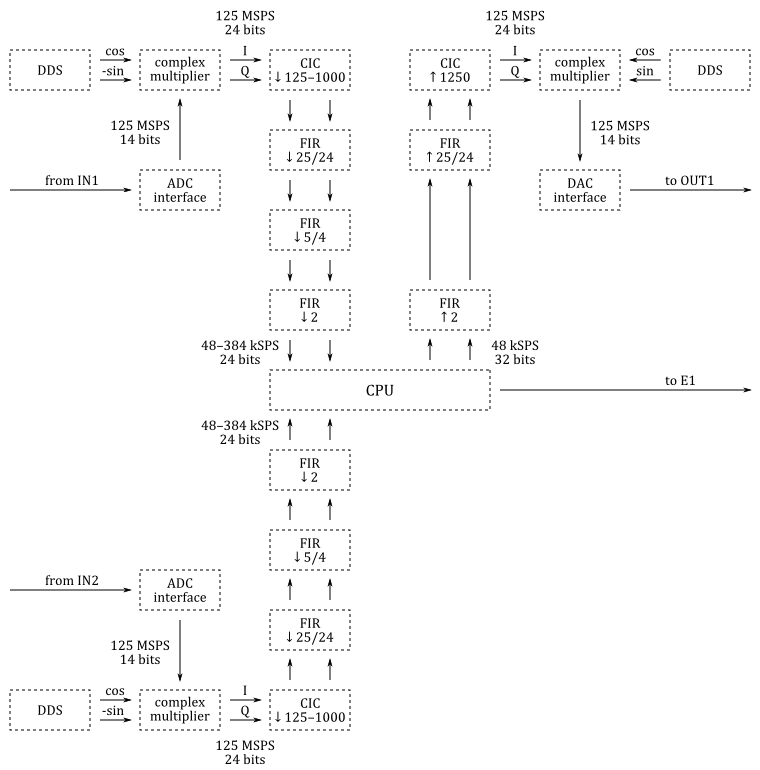 125 MSPS
24 bits
DDS
cos
-sin
complex
multiplier
I
Q
CIC
↓125–1000
125 MSPS
14 bits
FIR
↓25/24
from IN1
ADC
interface
FIR
↓5/4
FIR
↓2
48–384 kSPS
24 bits
125 MSPS
24 bits
CIC
↑1250
I
Q
complex
multiplier
cos
sin
DDS
FIR
↑25/24
125 MSPS
14 bits
DAC
interface
to OUT1
FIR
↑2
48 kSPS
32 bits
CPU
to E1
48–384 kSPS
24 bits
FIR
↓2
FIR
↓5/4
from IN2
ADC
interface
FIR
↓25/24
125 MSPS
14 bits
DDS
cos
-sin
complex
multiplier
I
Q
CIC
↓125–1000
125 MSPS
24 bits